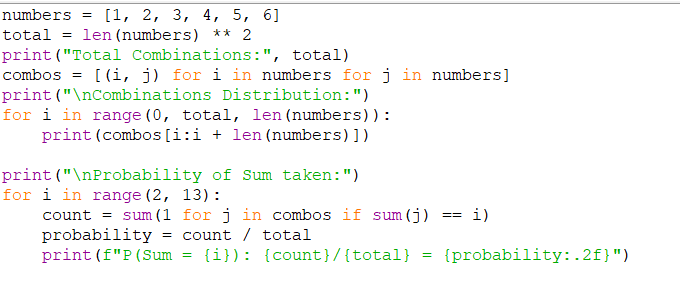 numbers = [1, 2, 3, 4, 5, 6]
total = len(numbers) ** 2
print("Total Combinations:", total)
combos = [(i, j) for i in numbers for j in numbers]
print("\nCombinations Distribution:")
for i in range(0, total, len(numbers)):
    print(combos[i:i + len(numbers)])

print("\nProbability of Sum taken:")
for i in range(2, 13):
    count = sum(1 for j in combos if sum(j) == i)
    probability = count / total
    print(f"P(Sum = {i}): {count}/{total} = {probability:.2f}")